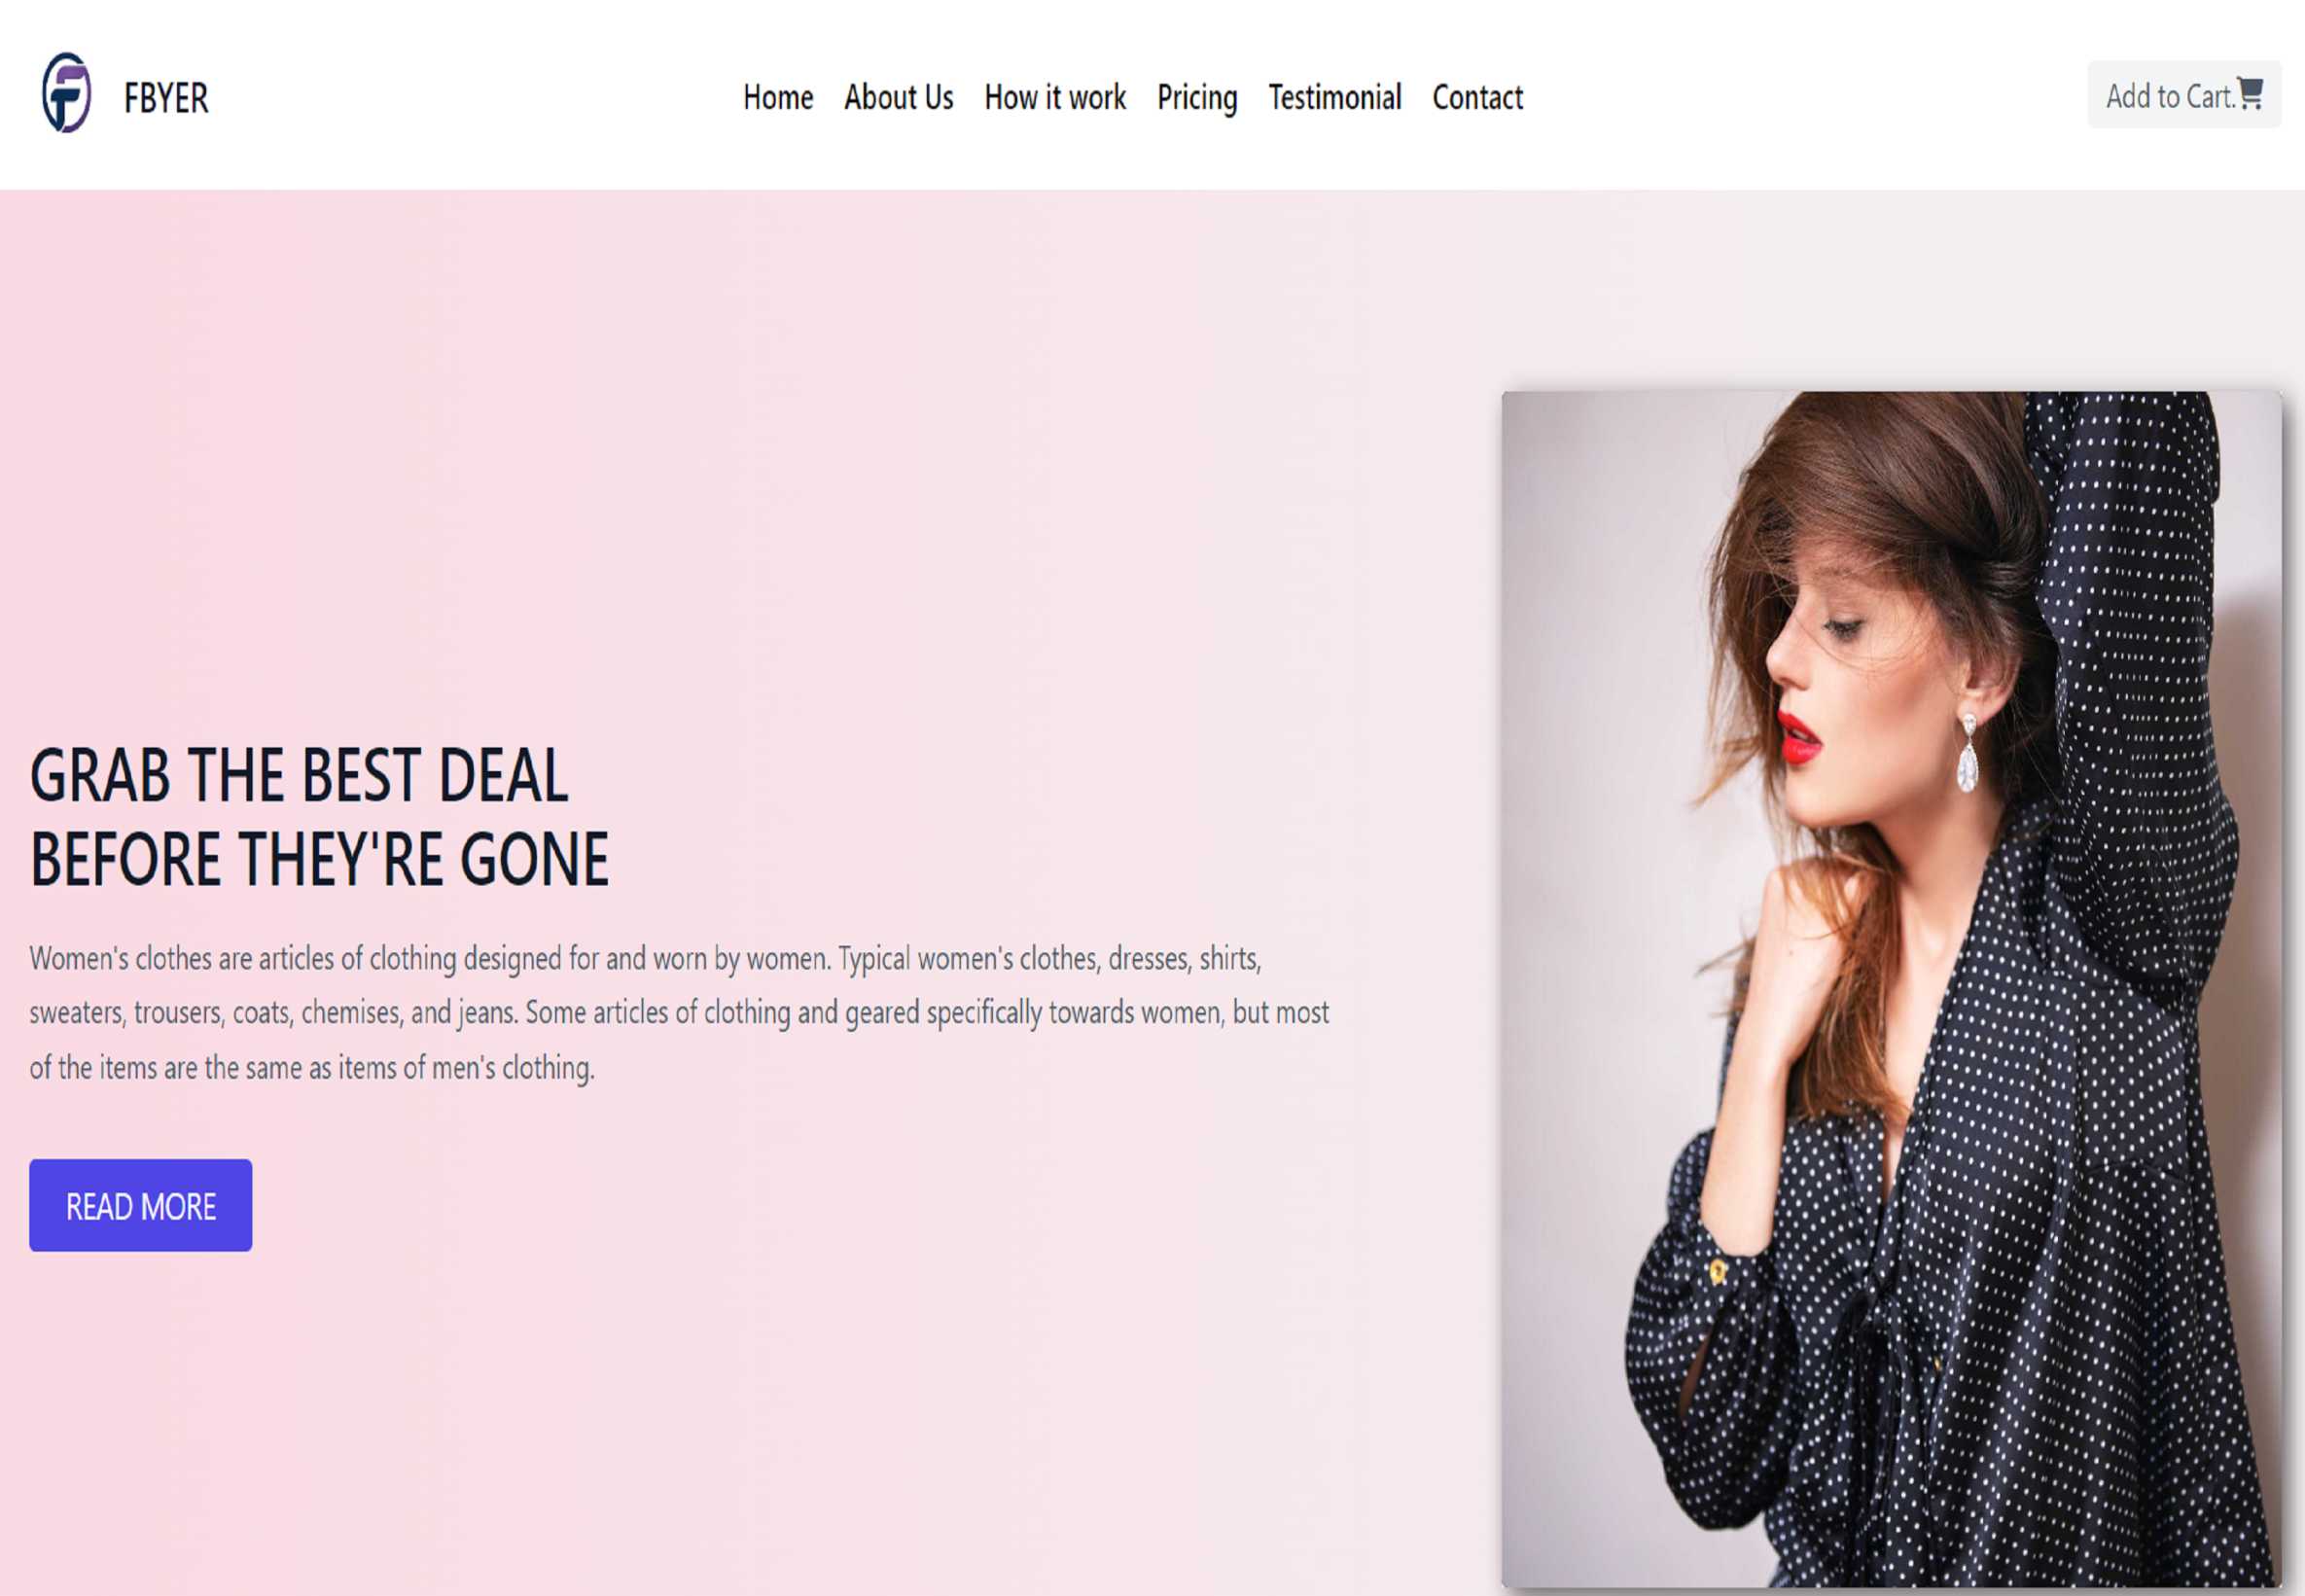 FBYER
Home About Us How it work Pricing Testimonial Contact
Add to Cart.
GRAB THE BEST DEAL
BEFORE THEY'RE GONE
Women's clothes are articles of clothing designed for and worn by women. Typical women's clothes, dresses, shirts,
sweaters, trousers, coats, chemises, and jeans. Some articles of clothing and geared specifically towards women, but most
of the items are the same as items of men's clothing.
READ MORE